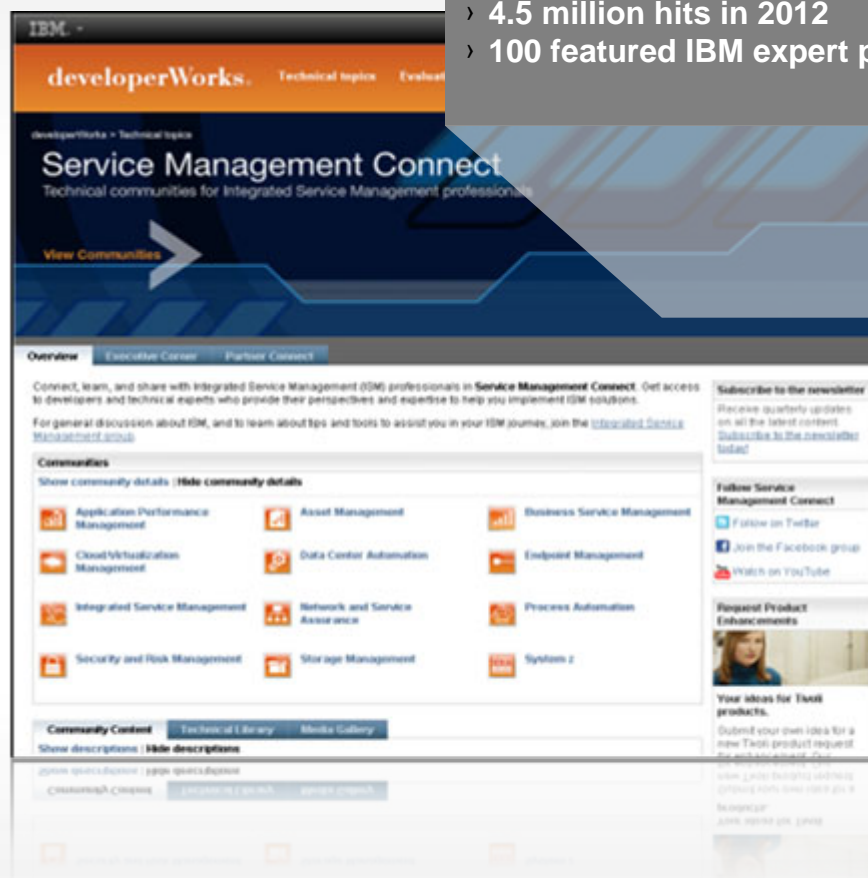 › 4.5 million hits in 2012
› 100 featured IBM expert
IBM.
developerWorks. Technical topics
developerWorks > Technical topics
Service Management Connect
Technical communities for Integrated Service Management professionals
View Communities
Overview Executive Corner Partner Connect
Connect, learn, and share with Integrated Service Management (ISM) professionals in Service Management Connect. Get access
to developers and technical experts who provide their perspectives and expertise to help you implement ISM solutions.
For general discussion about ISM, and to learn about tips and tools to assist you in your ISM journey, join the Integrated Service
Management group.
Communities
Show community details | Hide community details
Application Performance
Management
Asset Management
Business Service Management
Cloud/Virtualization
Management
Data Center Automation
Endpoint Management
Integrated Service Management
Network and Service
Assurance
Process Automation
Security and Risk Management
Storage Management
System z
Community Content Technical Library Media Gallery
Show descriptions | Hide descriptions
Subscribe to the newsletter
Receive quarterly updates
on all the latest content.
Subscribe to the newsletter
today!
Follow Service
Management Connect
Follow on Twitter
Join the Facebook group
Watch on YouTube
Request Product
Enhancements
Your ideas for Tivoli
products.
Submit your own idea for a
new Tivoli product request